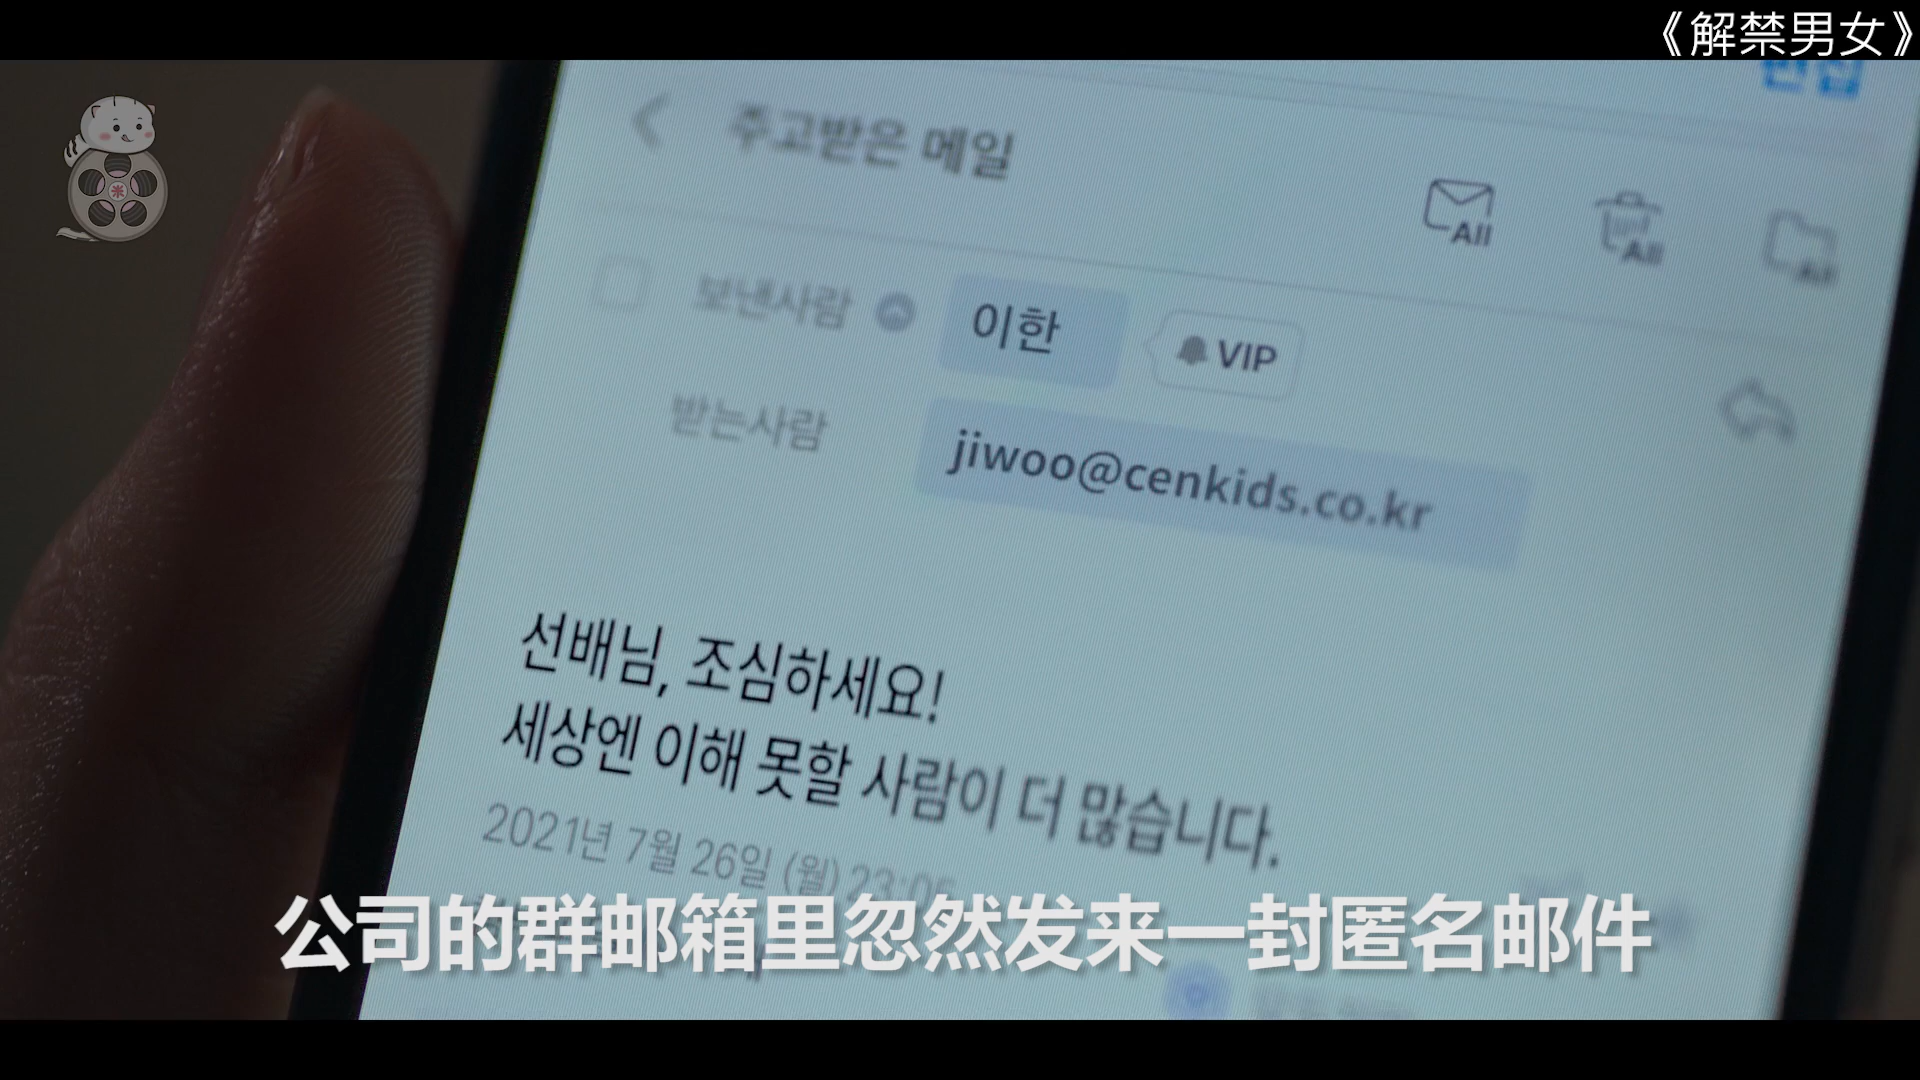 《解禁男女》
편집
주고받은 메일
All
All
All
보낸사람 이한 VIP
받는사람 jiwoo@cenkids.co.kr
선배님, 조심하세요!
세상엔 이해 못할 사람이 더 많습니다.
2021년 7월 26일 (월) 23:06
公司的群邮箱里忽然发来一封匿名邮件